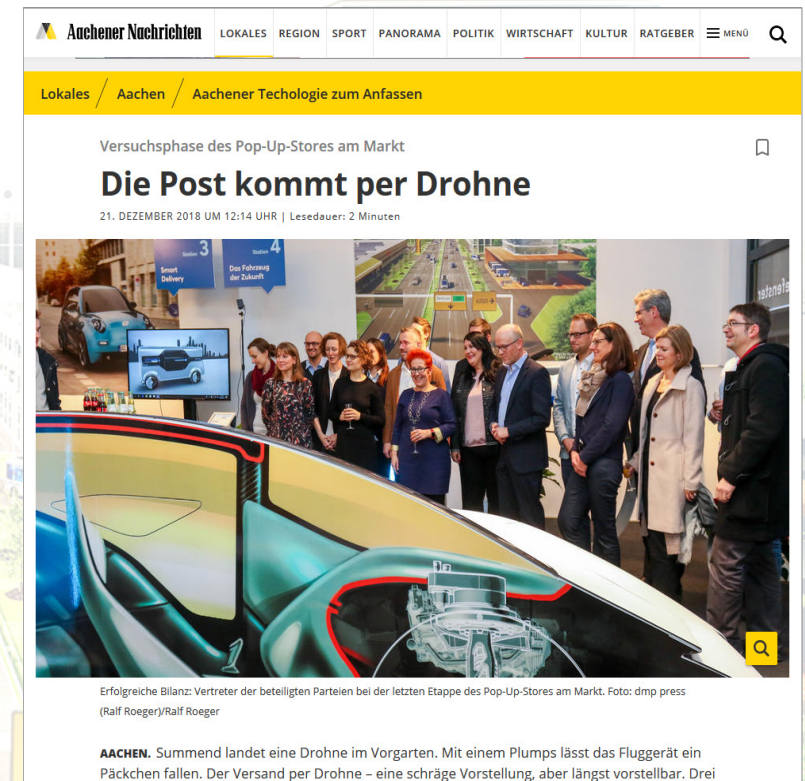 Aachener Nachrichten LOKALES REGION SPORT PANORAMA POLITIK WIRTSCHAFT KULTUR RATGEBER MENÜ
Lokales / Aachen / Aachener Techologie zum Anfassen
Versuchsphase des Pop-Up-Stores am Markt
Die Post kommt per Drohne
21. DEZEMBER 2018 UM 12:14 UHR | Lesedauer: 2 Minuten
Station 3
Smart
Delivery
Station 4
Das Fahrzeug
der Zukunft
Erfolgreiche Bilanz: Vertreter der beteiligten Parteien bei der letzten Etappe des Pop-Up-Stores am Markt. Foto: dmp press
(Ralf Roeger)/Ralf Roeger
AACHEN. Summend landet eine Drohne im Vorgarten. Mit einem Plumps lässt das Fluggerät ein
Päckchen fallen. Der Versand per Drohne – eine schräge Vorstellung, aber längst vorstellbar. Drei